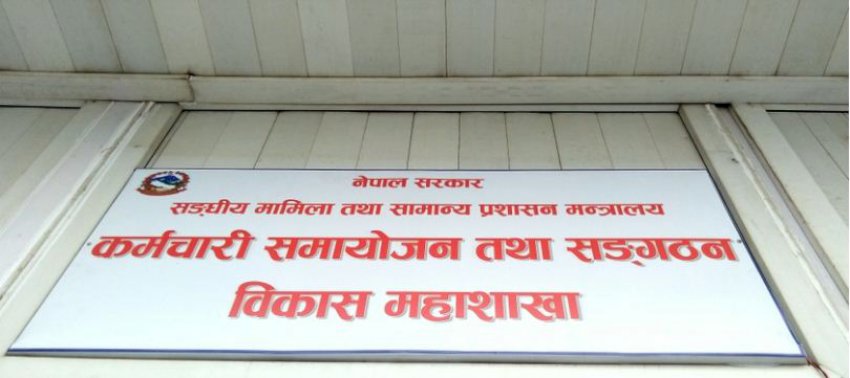 नेपाल सरकार
सङ्घीय मामिला तथा सामान्य प्रशासन मन्त्रालय
कर्मचारी समायोजन तथा सङ्गठन
विकास महाशाखा